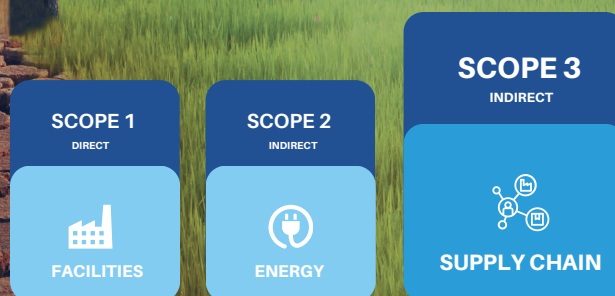 SCOPE 1
DIRECT
FACILITIES
SCOPE 2
INDIRECT
ENERGY
SCOPE 3
INDIRECT
SUPPLY CHAIN